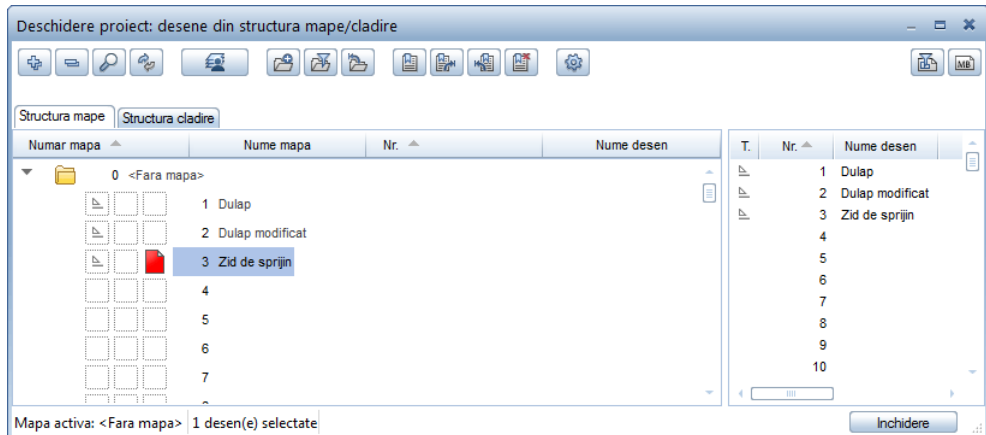 Deschidere proiect: desene din structura mape/cladire
MB
Structura mape Structura cladire
Numar mapa Nume mapa Nr. Nume desen
0 <Fara mapa>
1 Dulap
2 Dulap modificat
3 Zid de sprijin
4
5
6
7
T. Nr. Nume desen
1 Dulap
2 Dulap modificat
3 Zid de sprijin
4
5
6
7
8
9
10
Mapa activa: <Fara mapa> 1 desen(e) selectate Inchidere